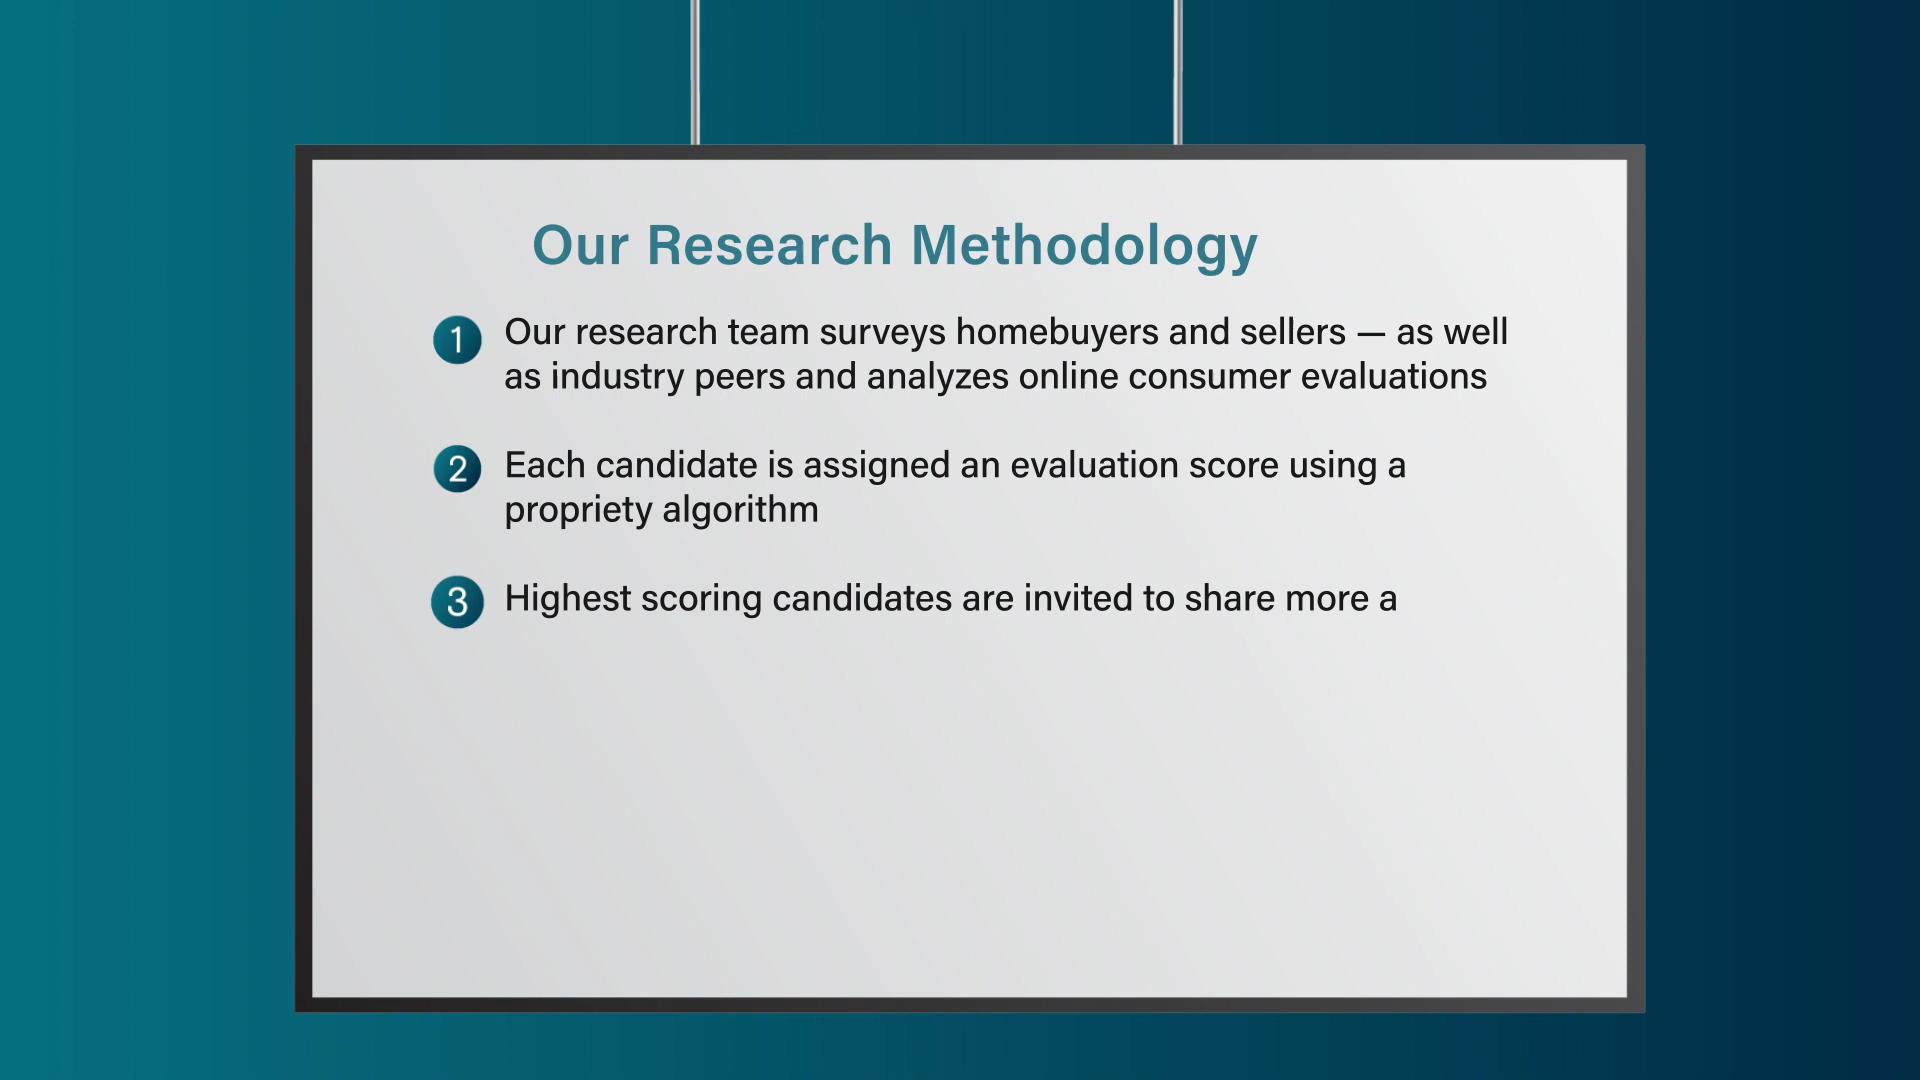 Our Research Methodology
1 Our research team surveys homebuyers and sellers — as well
as industry peers and analyzes online consumer evaluations
2 Each candidate is assigned an evaluation score using a
propriety algorithm
3 Highest scoring candidates are invited to share more a